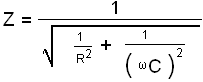 Z = 1 / √( 1/R² + 1/(ωC)² )